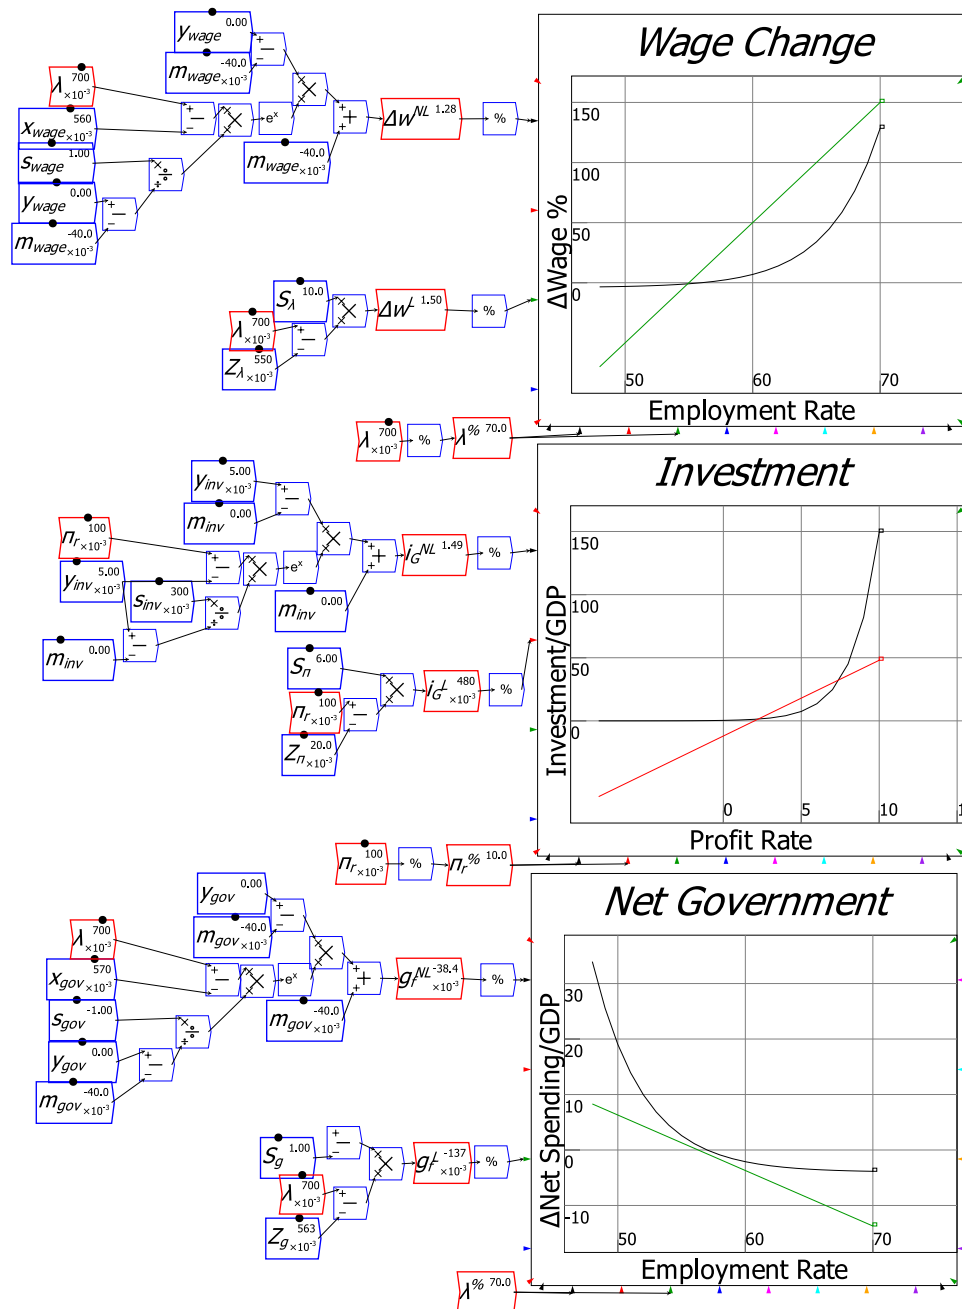 Wage Change
y_wage 0.00
m_wage -40.0 ×10⁻³
λ 700 ×10⁻³
x_wage 560 ×10⁻³
s_wage 1.00
y_wage 0.00
m_wage -40.0 ×10⁻³
+ −
× ×
÷
eˣ
m_wage -40.0 ×10⁻³
Δw^NL 1.28
%
ΔWage %
150
100
50
0
50 60 70
Employment Rate
S_λ 10.0
λ 700 ×10⁻³
Z_λ 550 ×10⁻³
Δw^L 1.50
%
λ 700 ×10⁻³
%
λ^% 70.0
Investment
y_inv 5.00 ×10⁻³
m_inv 0.00
π_r 100 ×10⁻³
y_inv 5.00 ×10⁻³
s_inv 300 ×10⁻³
m_inv 0.00
eˣ
m_inv 0.00
i_G^NL 1.49
%
Investment/GDP
150
100
50
0
0 5 10 1
Profit Rate
S_π 6.00
π_r 100 ×10⁻³
Z_π 20.0 ×10⁻³
i_G^L 480 ×10⁻³
%
π_r 100 ×10⁻³
%
π_r^% 10.0
Net Government
y_gov 0.00
m_gov -40.0 ×10⁻³
λ 700 ×10⁻³
x_gov 570 ×10⁻³
s_gov -1.00
y_gov 0.00
m_gov -40.0 ×10⁻³
eˣ
m_gov -40.0 ×10⁻³
g_f^NL -38.4 ×10⁻³
%
ΔNet Spending/GDP
30
20
10
0
-10
50 60 70
Employment Rate
S_g 1.00
λ 700 ×10⁻³
Z_g 563 ×10⁻³
g_f^L -137 ×10⁻³
%
λ^% 70.0